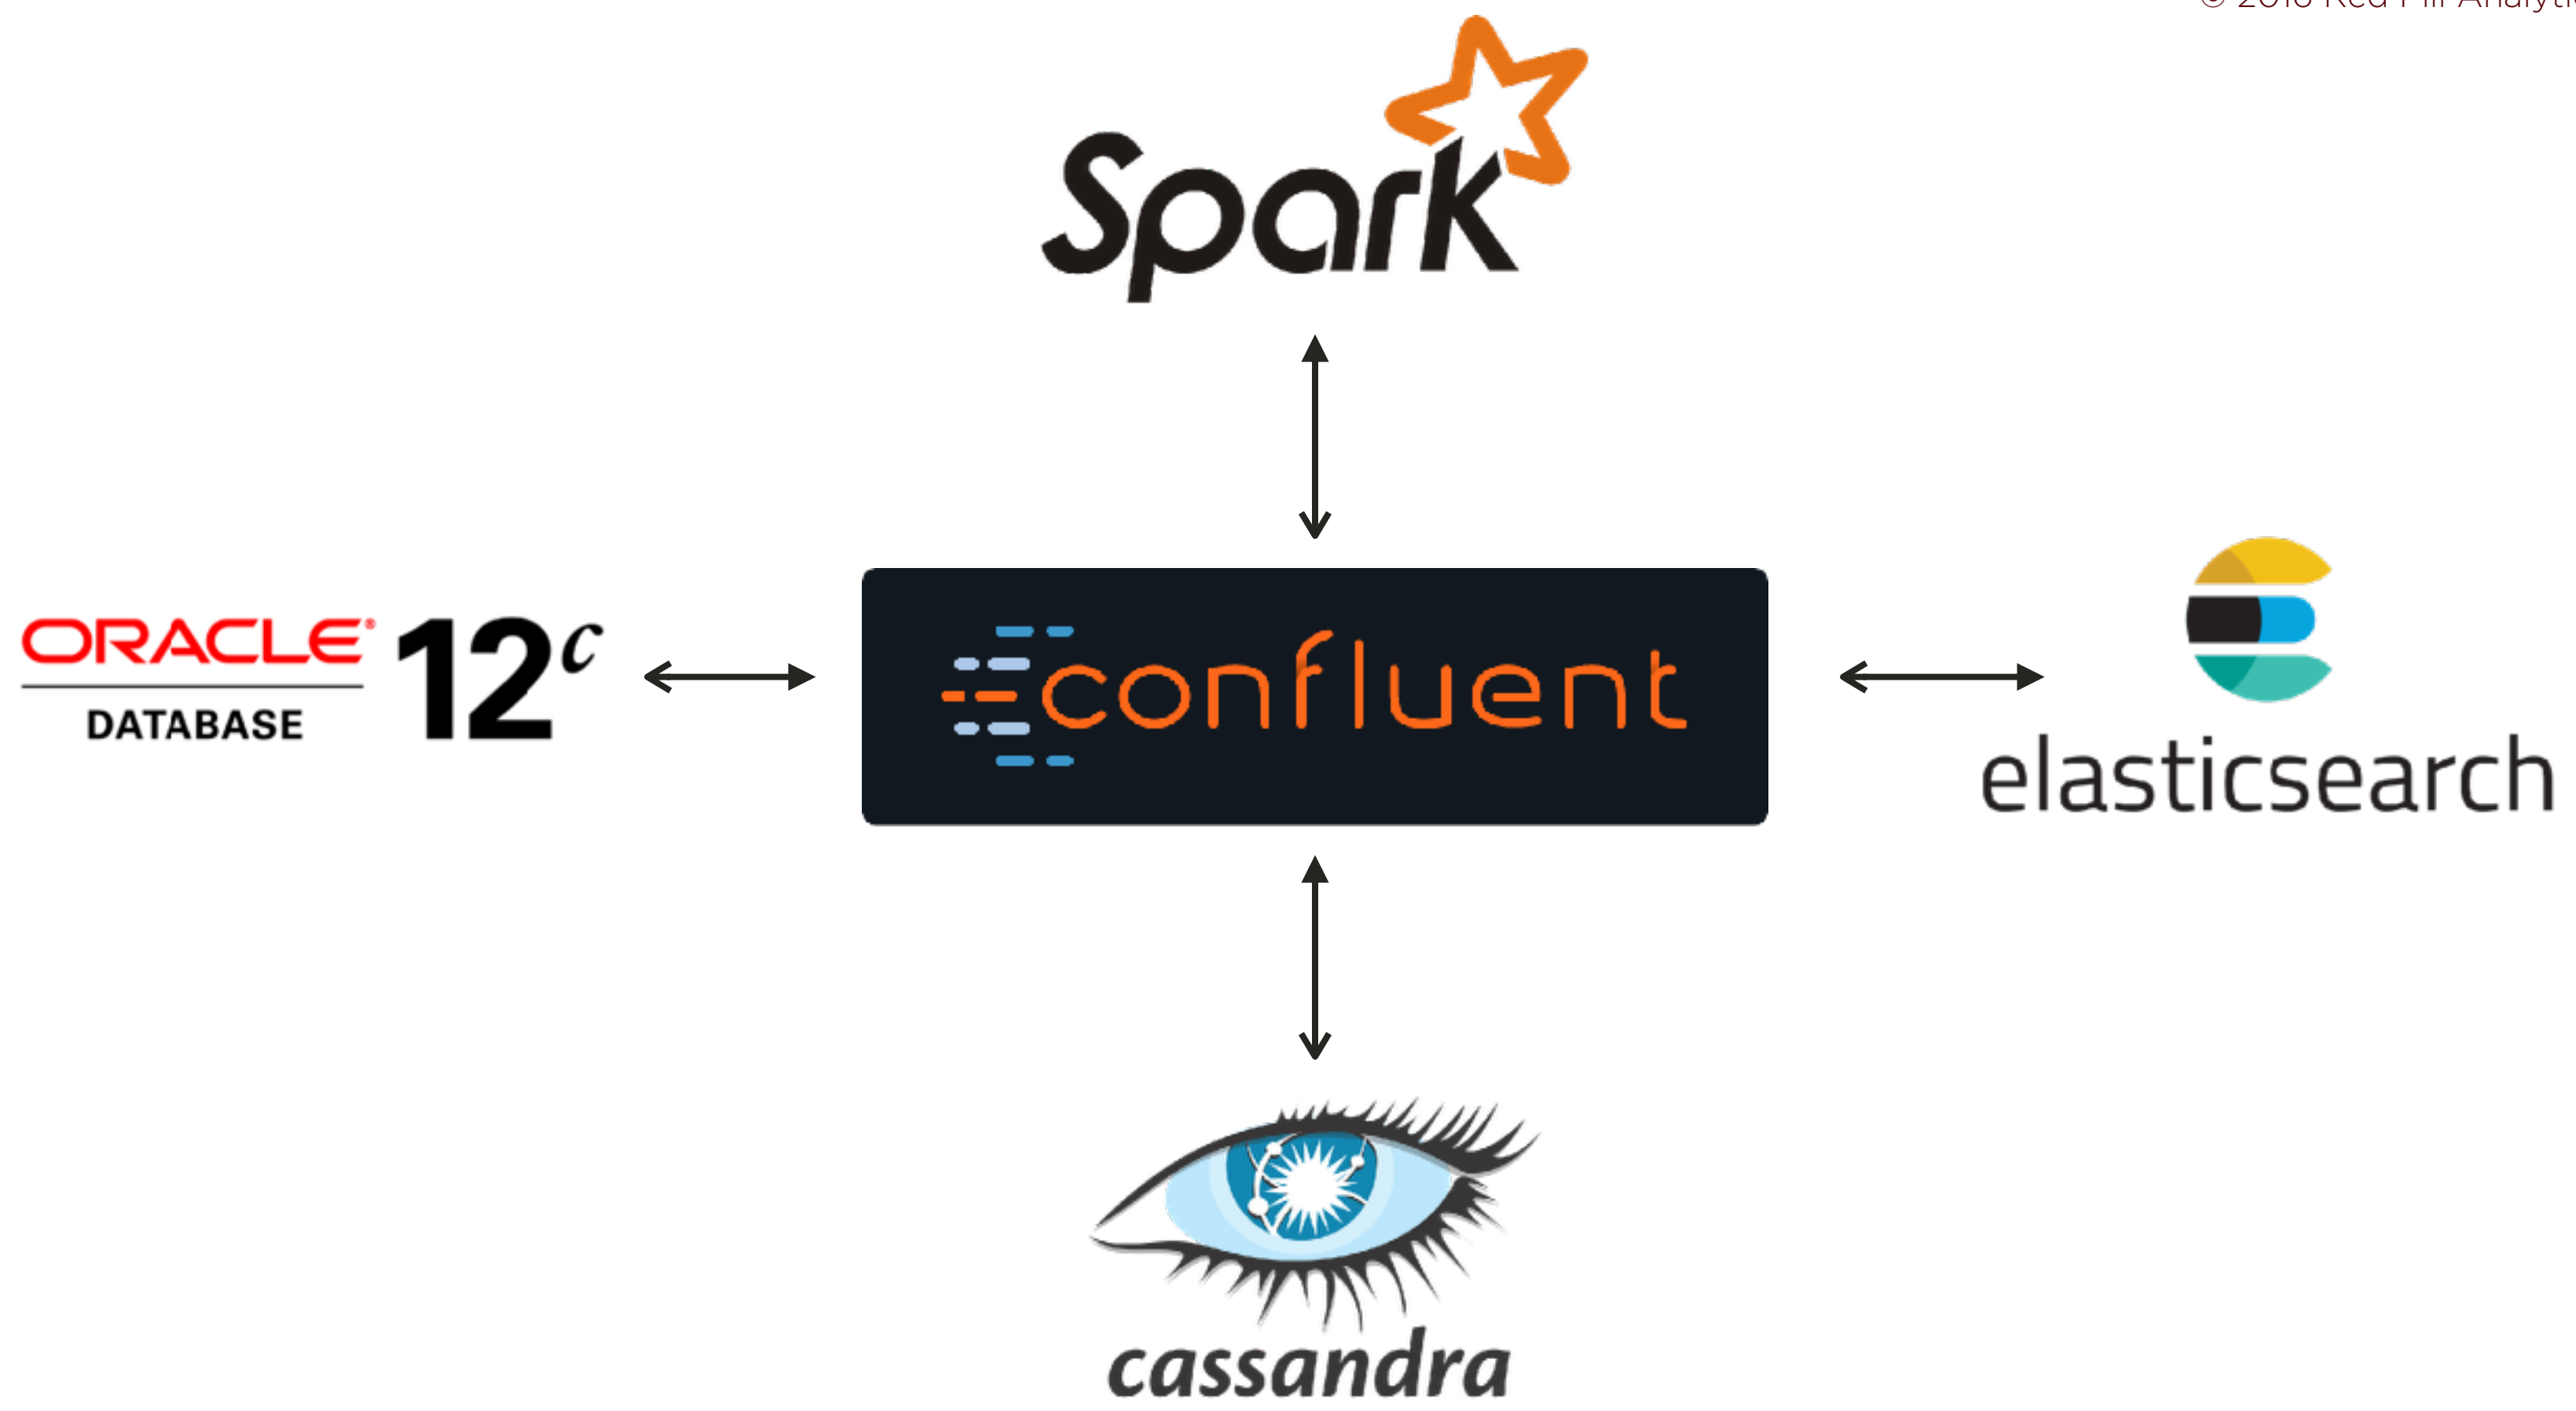 Spark
ORACLE®
DATABASE
12c
confluent
elasticsearch
cassandra